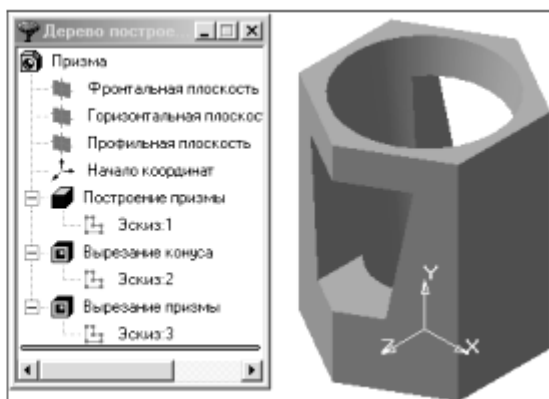 Дерево построе...
Призма
Фронтальная плоскость
Горизонтальная плоскос
Профильная плоскость
Начало координат
Построение призмы
Эскиз:1
Вырезание конуса
Эскиз:2
Вырезание призмы
Эскиз:3
Y
Z
X